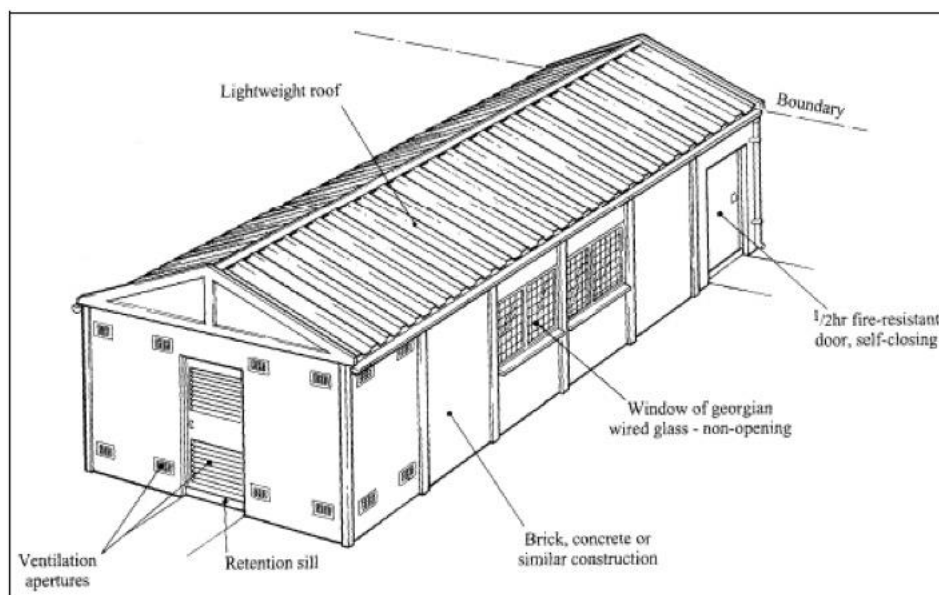 Lightweight roof
Boundary
1/2hr fire-resistant
door, self-closing
Window of georgian
wired glass - non-opening
Brick, concrete or
similar construction
Ventilation
apertures
Retention sill